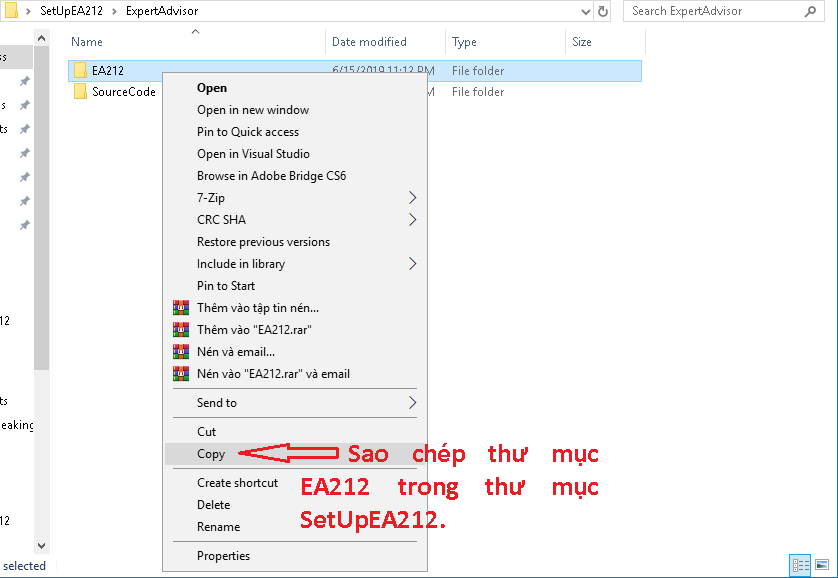 SetUpEA212 > ExpertAdvisor
Search ExpertAdvisor
Name Date modified Type Size
EA212 6/15/2019 11:12 PM File folder
SourceCode M File folder
ss
s
ts
12
ts
eaking
12
selected
Open
Open in new window
Pin to Quick access
Open in Visual Studio
Browse in Adobe Bridge CS6
7-Zip
CRC SHA
Restore previous versions
Include in library
Pin to Start
Thêm vào tập tin nén...
Thêm vào "EA212.rar"
Nén và email...
Nén vào "EA212.rar" và email
Send to
Cut
Copy
Create shortcut
Delete
Rename
Properties
Sao chép thư mục
EA212 trong thư mục
SetUpEA212.